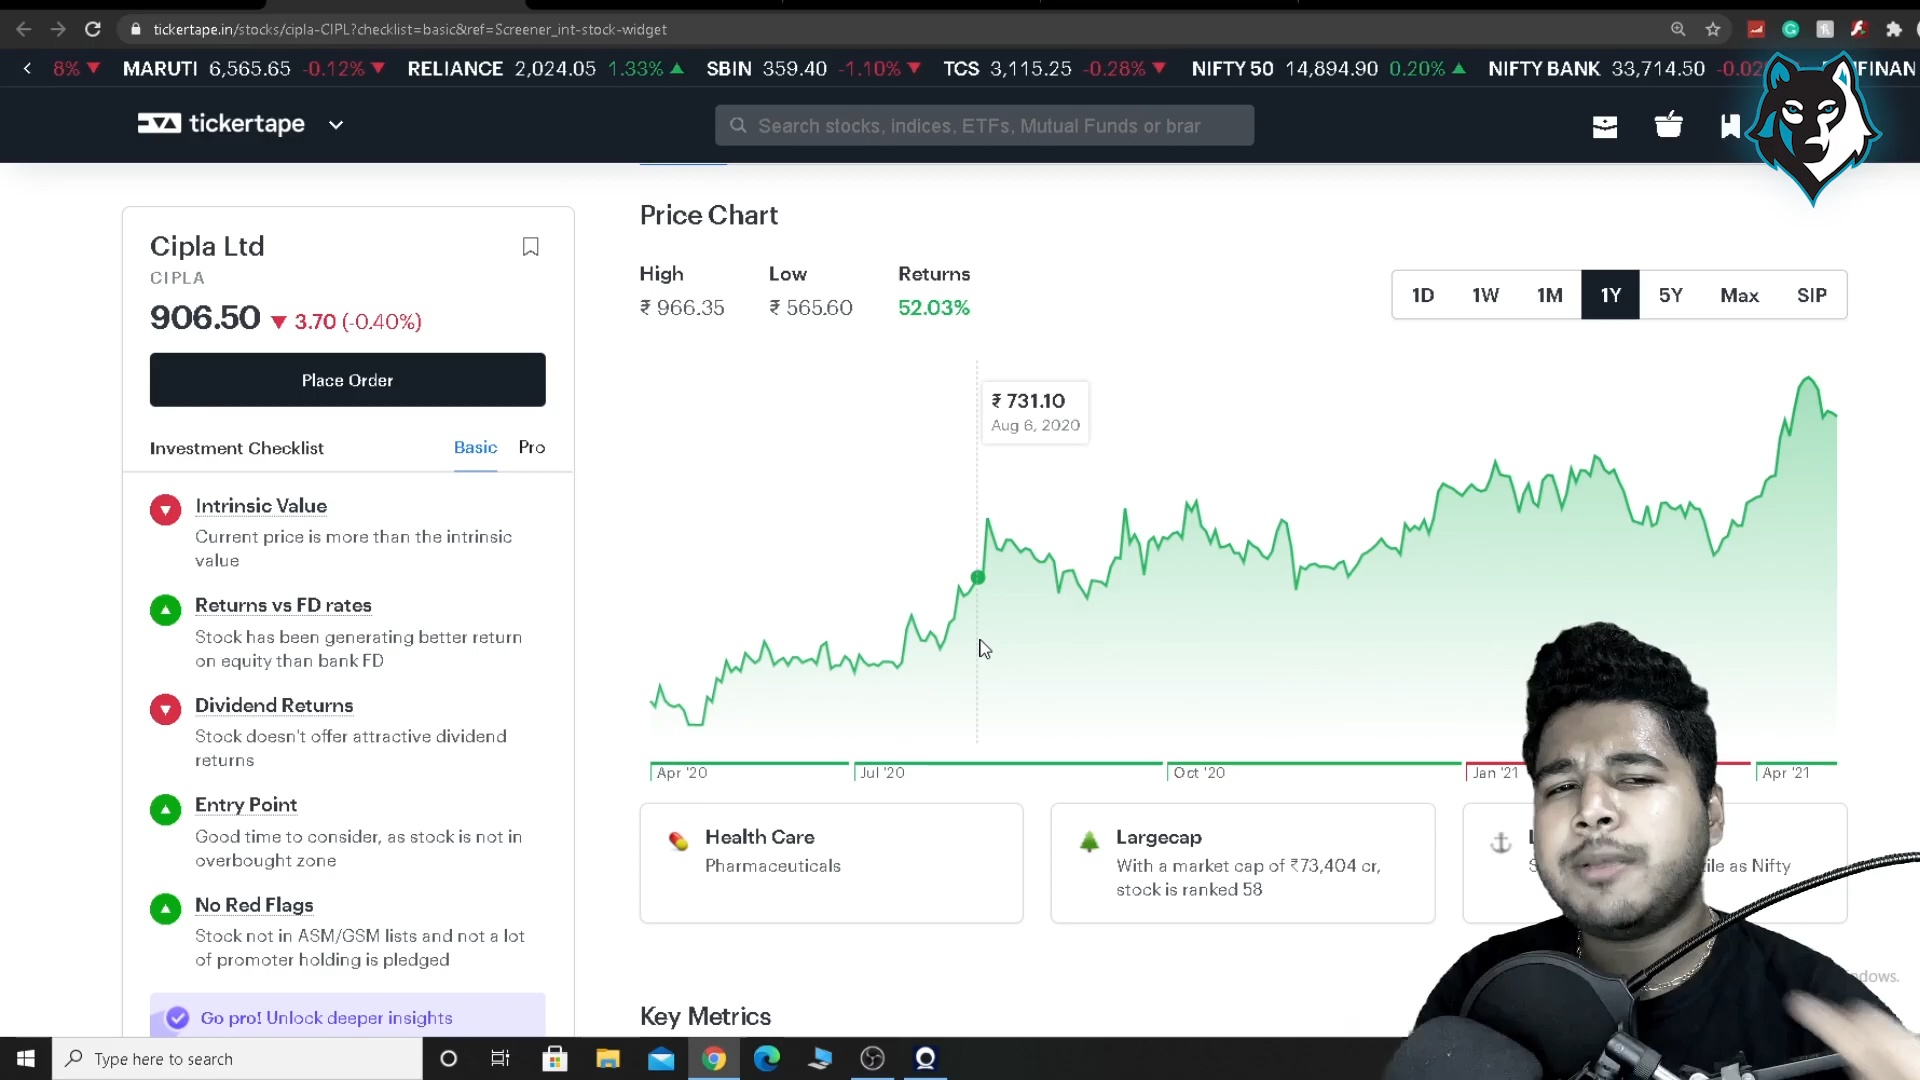 tickertape.in/stocks/cipla-CIPL?checklist=basic&ref=Screener_int-stock-widget
8% ▼ MARUTI 6,565.65 -0.12% ▼ RELIANCE 2,024.05 1.33% ▲ SBIN 359.40 -1.10% ▼ TCS 3,115.25 -0.28% ▼ NIFTY 50 14,894.90 0.20% ▲ NIFTY BANK 33,714.50 -0.02 FINAN
tickertape
Search stocks, indices, ETFs, Mutual Funds or brar
Cipla Ltd
CIPLA
906.50 ▼ 3.70 (-0.40%)
Place Order
Investment Checklist Basic Pro
Intrinsic Value
Current price is more than the intrinsic
value
Returns vs FD rates
Stock has been generating better return
on equity than bank FD
Dividend Returns
Stock doesn't offer attractive dividend
returns
Entry Point
Good time to consider, as stock is not in
overbought zone
No Red Flags
Stock not in ASM/GSM lists and not a lot
of promoter holding is pledged
Go pro! Unlock deeper insights
Price Chart
High Low Returns
₹ 966.35 ₹ 565.60 52.03%
1D 1W 1M 1Y 5Y Max SIP
₹ 731.10
Aug 6, 2020
Apr '20 Jul '20 Oct '20 Jan '21 Apr '21
Health Care
Pharmaceuticals
Largecap
With a market cap of ₹73,404 cr,
stock is ranked 58
as Nifty
Key Metrics
Type here to search